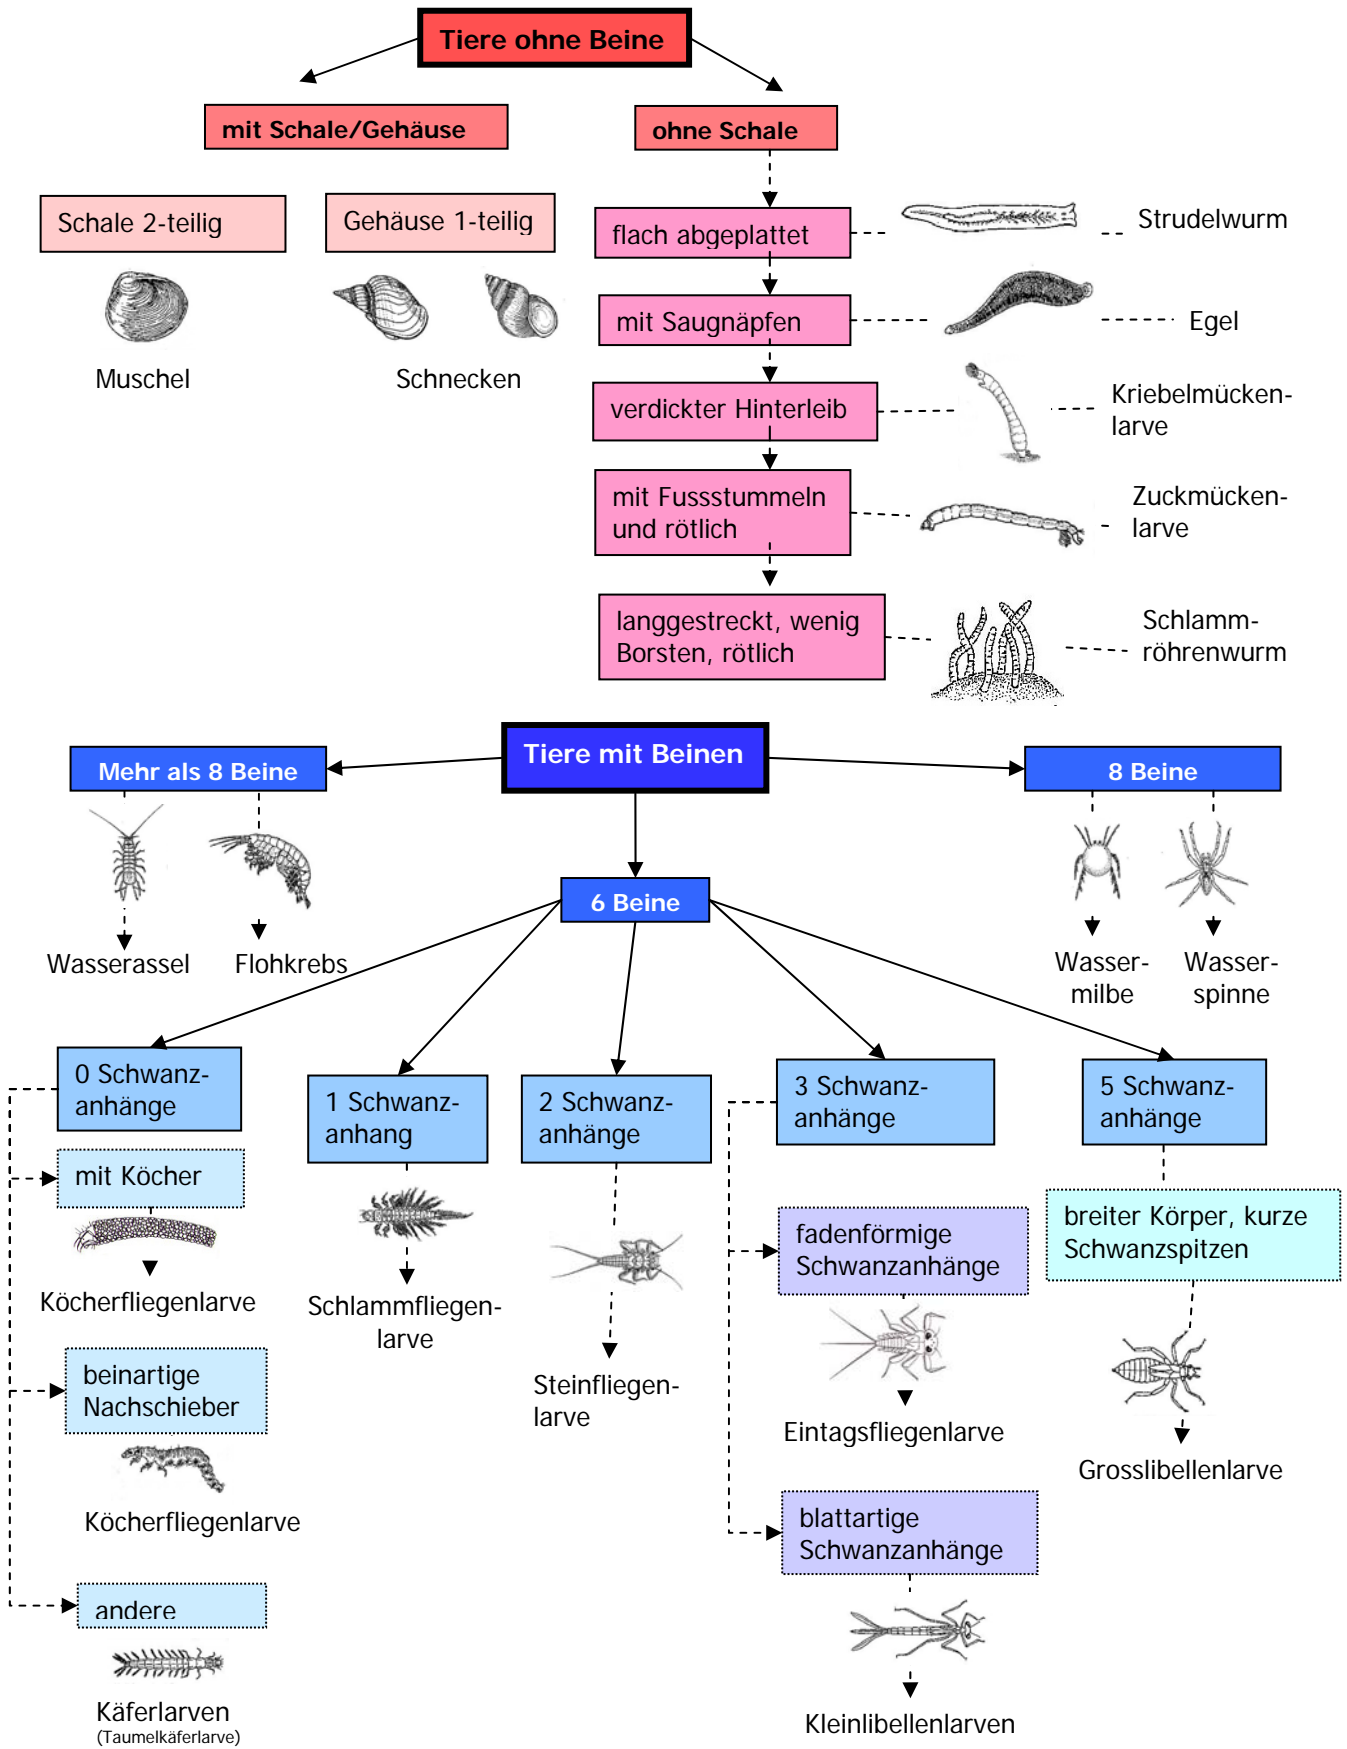 Tiere ohne Beine
mit Schale/Gehäuse
ohne Schale
Schale 2-teilig
Gehäuse 1-teilig
Muschel
Schnecken
flach abgeplattet
Strudelwurm
mit Saugnäpfen
Egel
verdickter Hinterleib
Kriebelmücken-
larve
mit Fussstummeln
und rötlich
Zuckmücken-
larve
langgestreckt, wenig
Borsten, rötlich
Schlamm-
röhrenwurm
Tiere mit Beinen
Mehr als 8 Beine
8 Beine
Wasserassel
Flohkrebs
6 Beine
Wasser-
milbe
Wasser-
spinne
0 Schwanz-
anhänge
1 Schwanz-
anhang
2 Schwanz-
anhänge
3 Schwanz-
anhänge
5 Schwanz-
anhänge
mit Köcher
Köcherfliegenlarve
beinartige
Nachschieber
Köcherfliegenlarve
andere
Käferlarven
(Taumelkäferlarve)
Schlammfliegen-
larve
Steinfliegen-
larve
fadenförmige
Schwanzanhänge
Eintagsfliegenlarve
blattartige
Schwanzanhänge
Kleinlibellenlarven
breiter Körper, kurze
Schwanzspitzen
Grosslibellenlarve